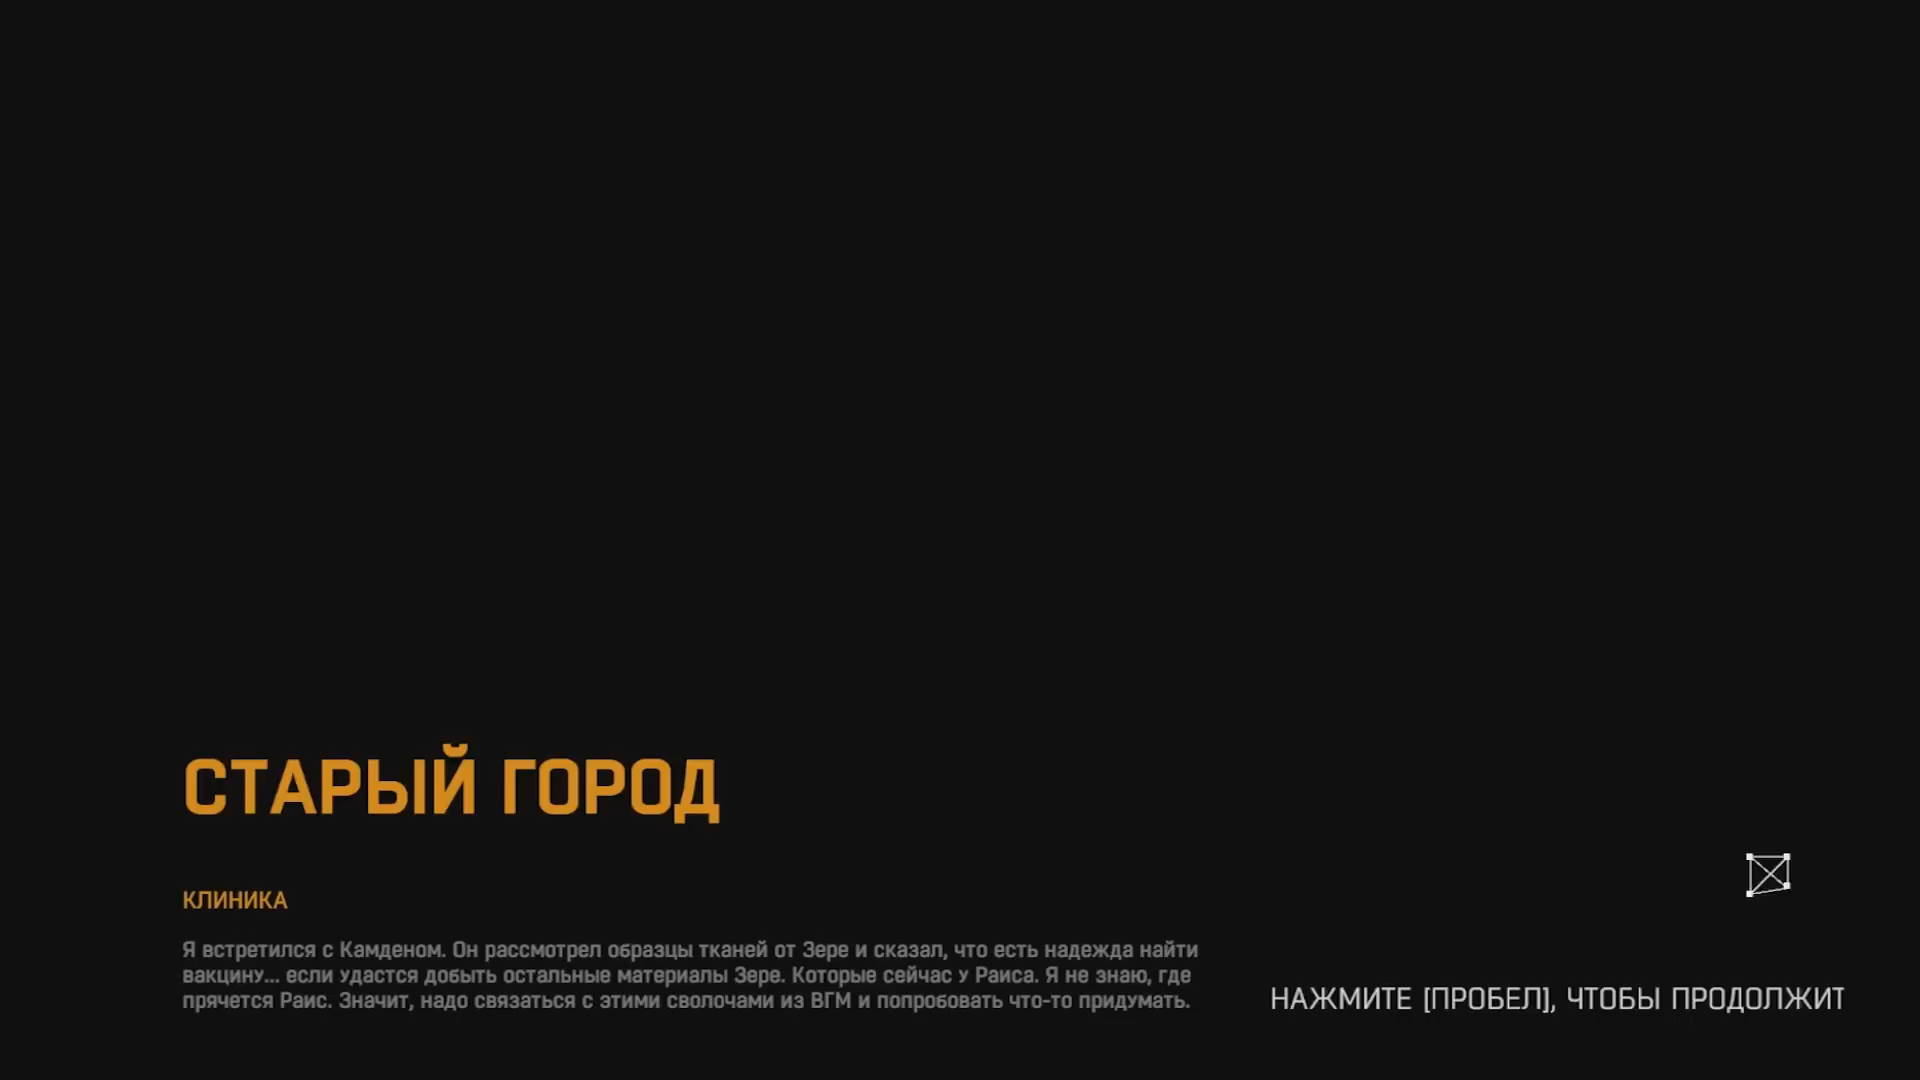 СТАРЫЙ ГОРОД
КЛИНИКА
Я встретился с Камденом. Он рассмотрел образцы тканей от Зере и сказал, что есть надежда найти
вакцину... если удастся добыть остальные материалы Зере. Которые сейчас у Раиса. Я не знаю, где
прячется Раис. Значит, надо связаться с этими сволочами из ВГМ и попробовать что-то придумать.
НАЖМИТЕ [ПРОБЕЛ], ЧТОБЫ ПРОДОЛЖИТ